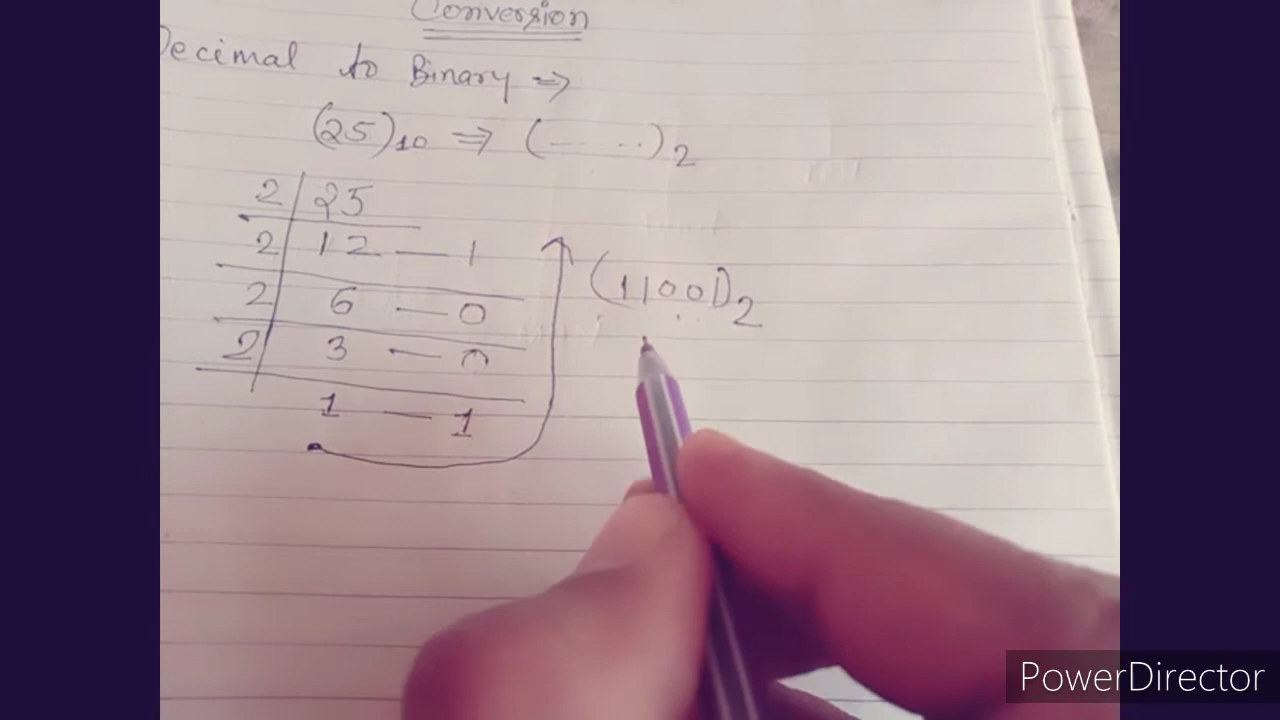 Conversion
Decimal to Binary ⇒
(25)10 ⇒ (... ..)2
2 25
2 12 — 1
2 6 — 0
2 3 — 0
1 — 1
(11001)2
PowerDirector